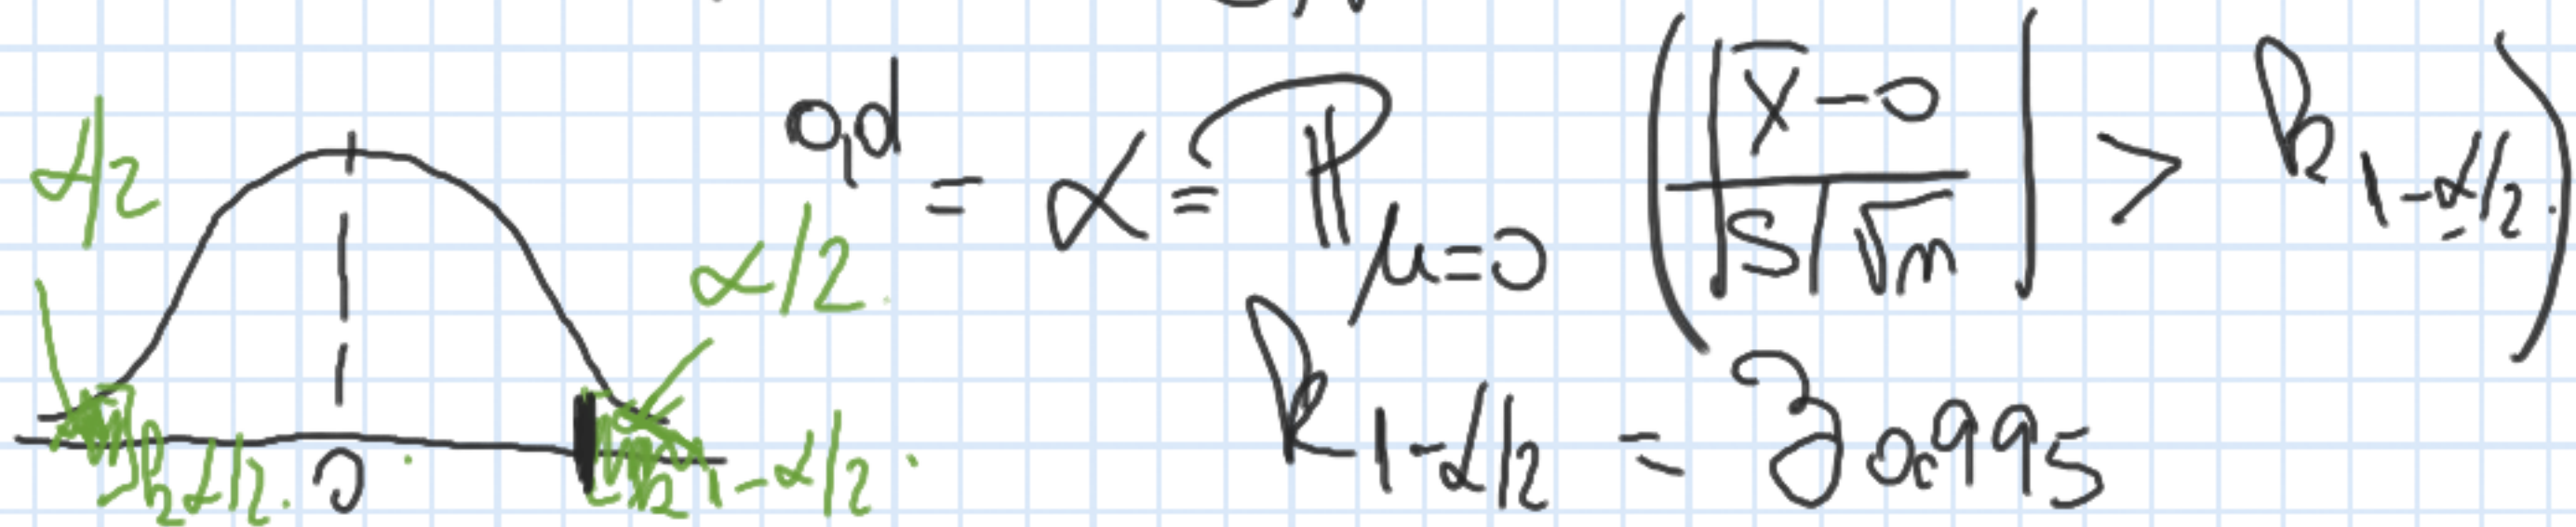 α/2
0,d = α = ℙ_{μ=0} ( | (X̄ - 0) / (S/√n) | > k_{1-α/2} )
α/2
k_{α/2} 0 k_{1-α/2}
k_{1-α/2} = z_{0,995}